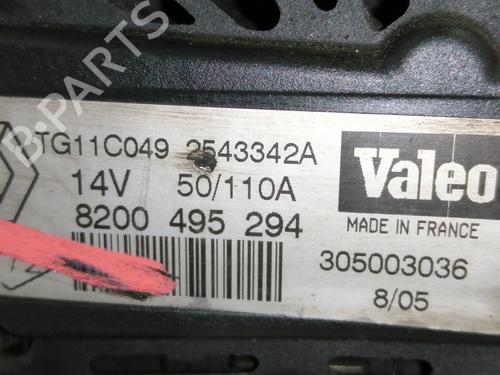 B-PARTS
TG11C049 2543342A
14V 50/110A
8200 495 294
Valeo
MADE IN FRANCE
305003036
8/05